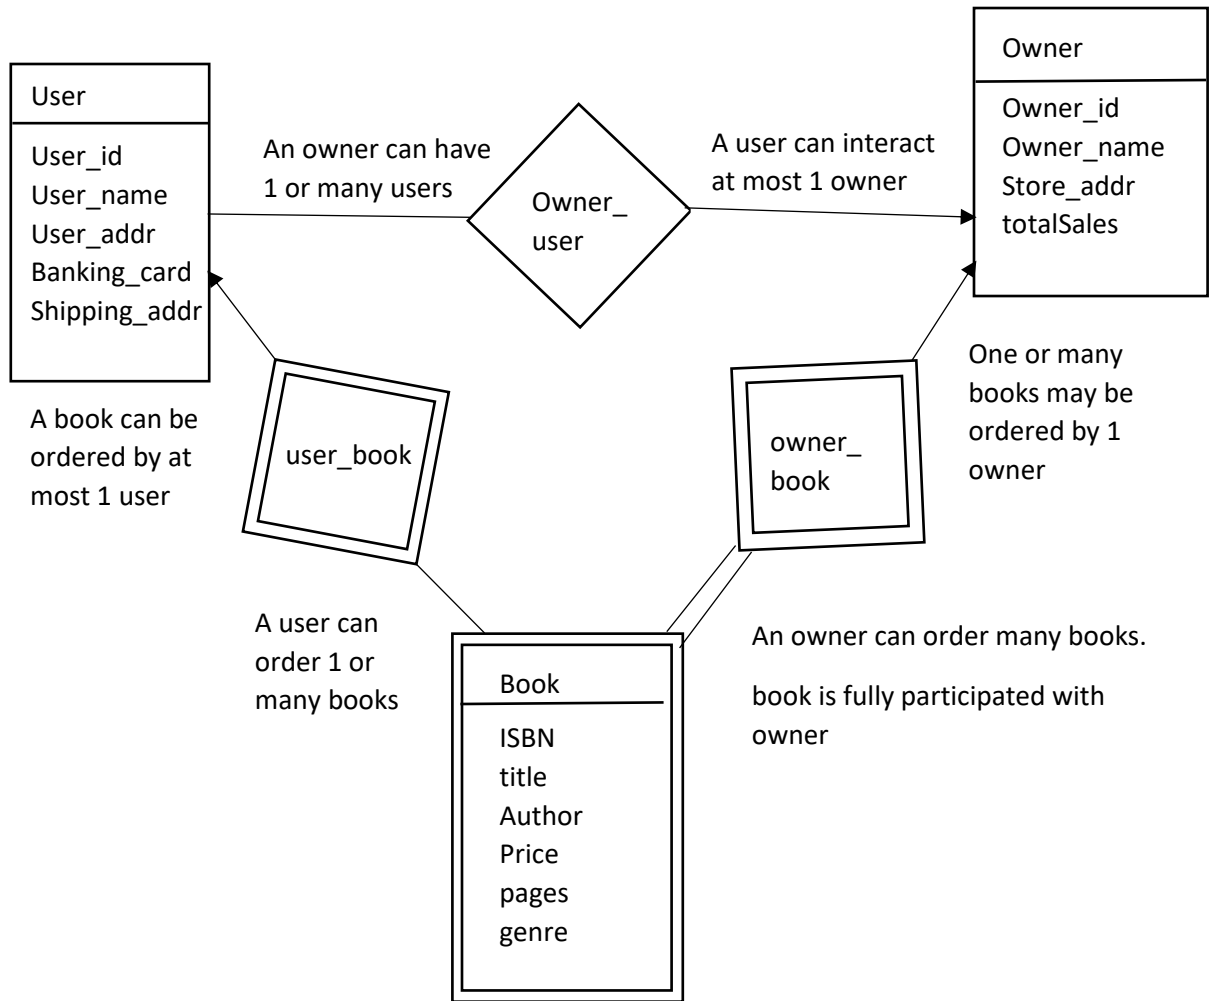 Owner
Owner_id
Owner_name
Store_addr
totalSales
User
User_id
User_name
User_addr
Banking_card
Shipping_addr
An owner can have
1 or many users
Owner_
user
A user can interact
at most 1 owner
A book can be
ordered by at
most 1 user
user_book
owner_
book
One or many
books may be
ordered by 1
owner
A user can
order 1 or
many books
Book
ISBN
title
Author
Price
pages
genre
An owner can order many books.
book is fully participated with
owner